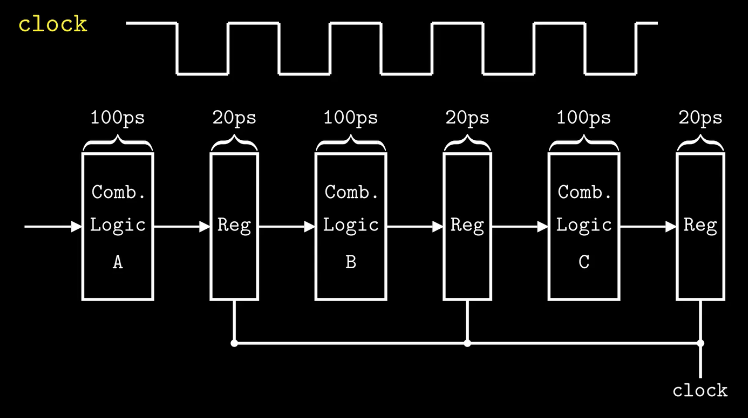 clock
100ps 20ps 100ps 20ps 100ps 20ps
Comb. Comb. Comb.
Logic Reg Logic Reg Logic Reg
A B C
clock